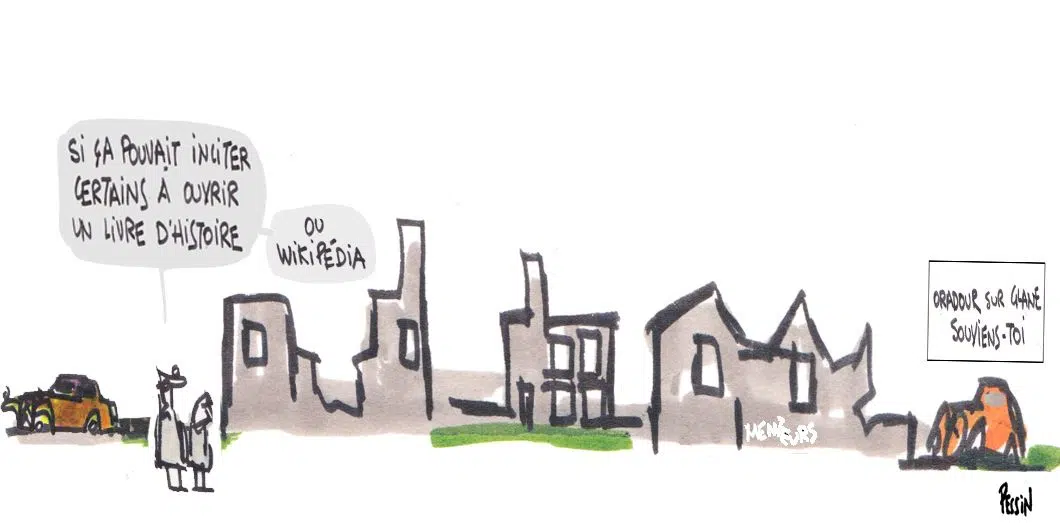 SI ÇA POUVAIT INCITER
CERTAINS À OUVRIR
UN LIVRE D'HISTOIRE
OU
WIKIPÉDIA
ORADOUR SUR GLANE
SOUVIENS-TOI
MENTEURS
PESSIN